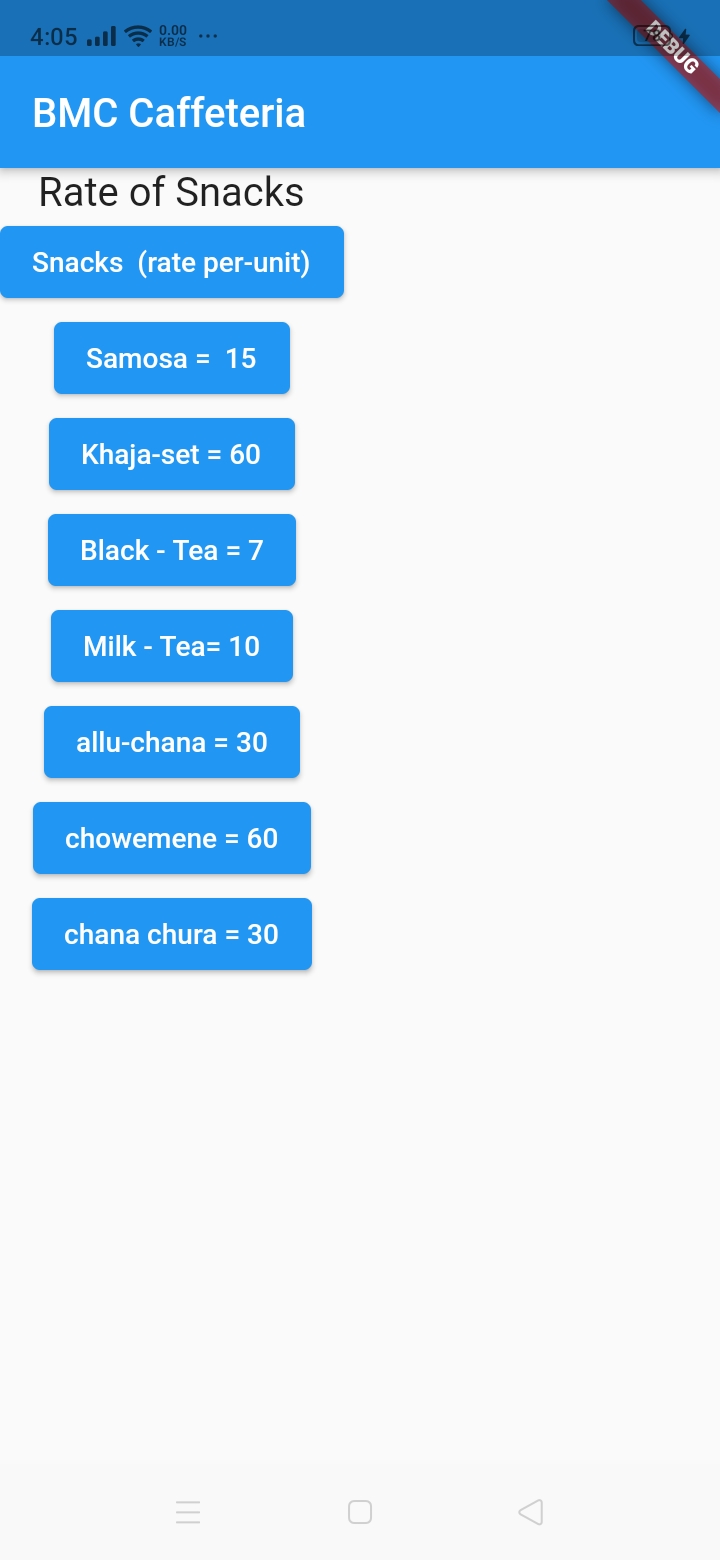 4:05 0.00 KB/S ...
DEBUG
BMC Caffeteria
Rate of Snacks
Snacks  (rate per-unit)
Samosa =  15
Khaja-set = 60
Black - Tea = 7
Milk - Tea= 10
allu-chana = 30
chowemene = 60
chana chura = 30